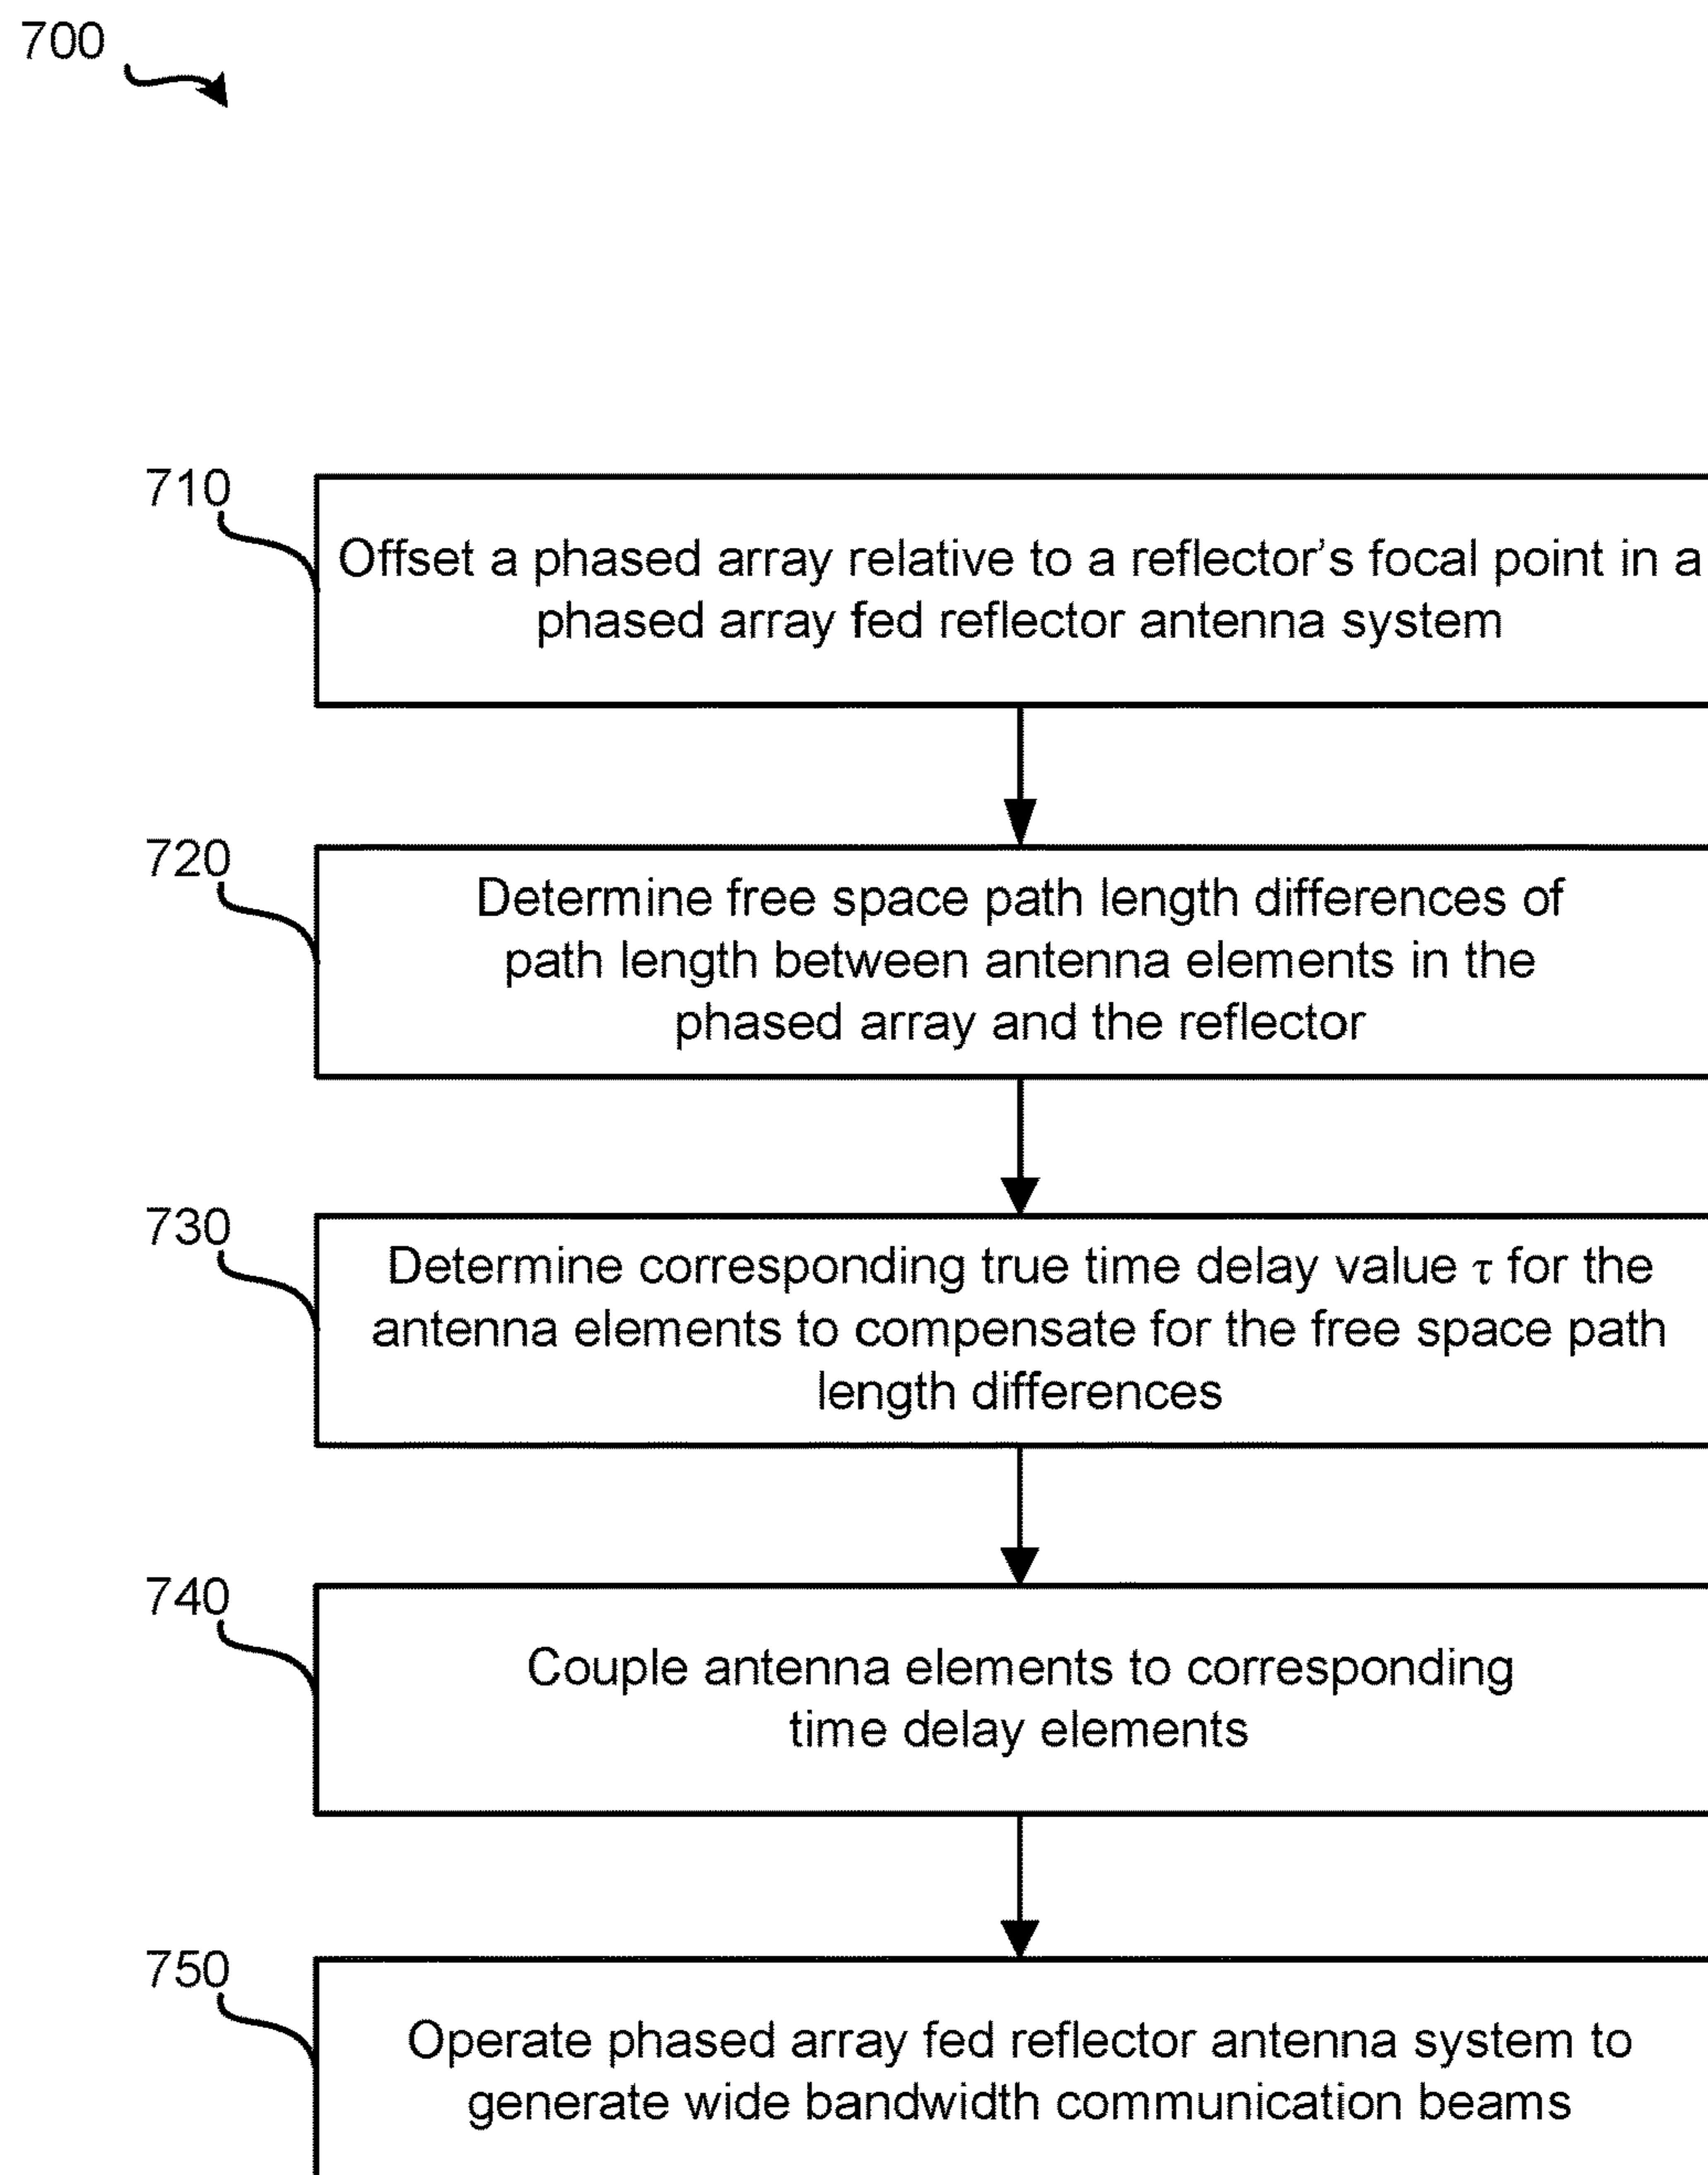 700
710
Offset a phased array relative to a reflector’s focal point in a
phased array fed reflector antenna system
720
Determine free space path length differences of
path length between antenna elements in the
phased array and the reflector
730
Determine corresponding true time delay value τ for the
antenna elements to compensate for the free space path
length differences
740
Couple antenna elements to corresponding
time delay elements
750
Operate phased array fed reflector antenna system to
generate wide bandwidth communication beams